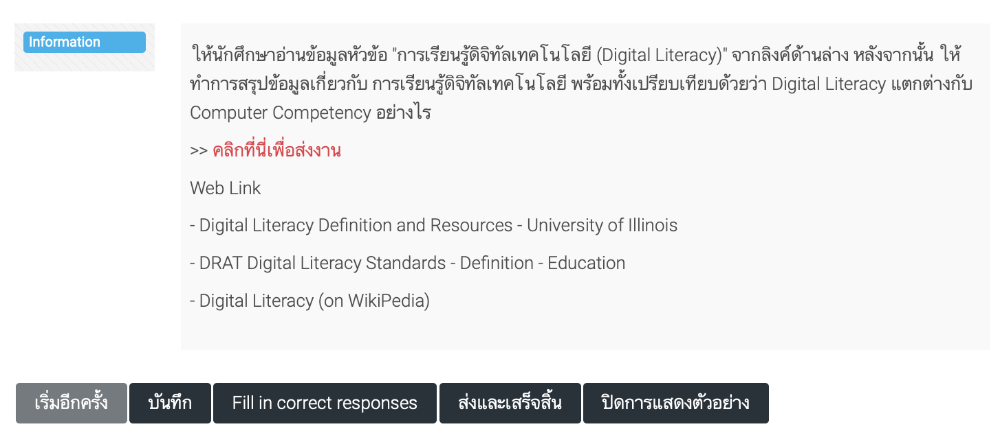 Information
ให้นักศึกษาอ่านข้อมูลหัวข้อ "การเรียนรู้ดิจิทัลเทคโนโลยี (Digital Literacy)" จากลิงค์ด้านล่าง หลังจากนั้น ให้
ทำการสรุปข้อมูลเกี่ยวกับ การเรียนรู้ดิจิทัลเทคโนโลยี พร้อมทั้งเปรียบเทียบด้วยว่า Digital Literacy แตกต่างกับ
Computer Competency อย่างไร
>> คลิกที่นี่เพื่อส่งงาน
Web Link
- Digital Literacy Definition and Resources - University of Illinois
- DRAT Digital Literacy Standards - Definition - Education
- Digital Literacy (on WikiPedia)
เริ่มอีกครั้ง บันทึก Fill in correct responses ส่งและเสร็จสิ้น ปิดการแสดงตัวอย่าง